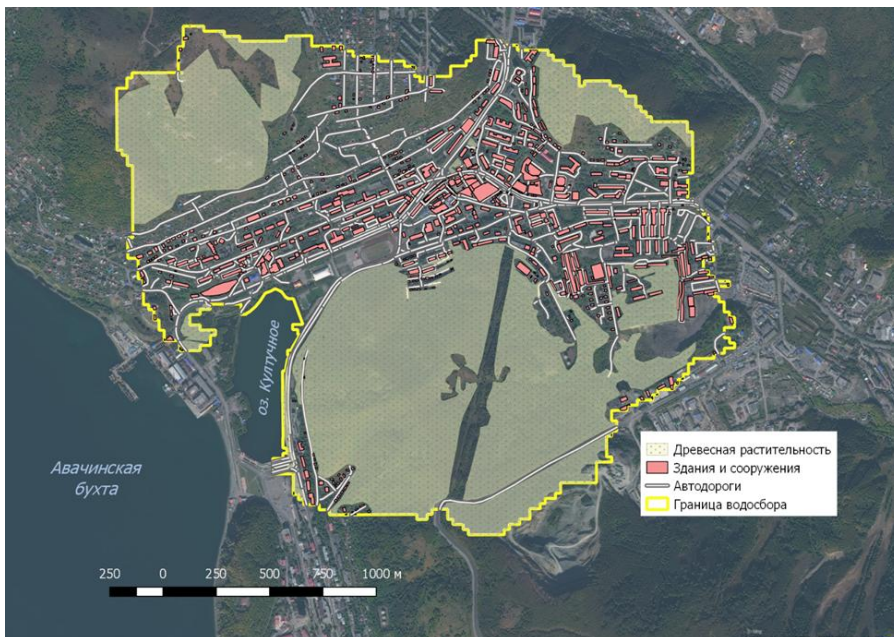 оз. Култучное
Авачинская
бухта
Древесная растительность
Здания и сооружения
Автодороги
Граница водосбора
250 0 250 500 750 1000 м